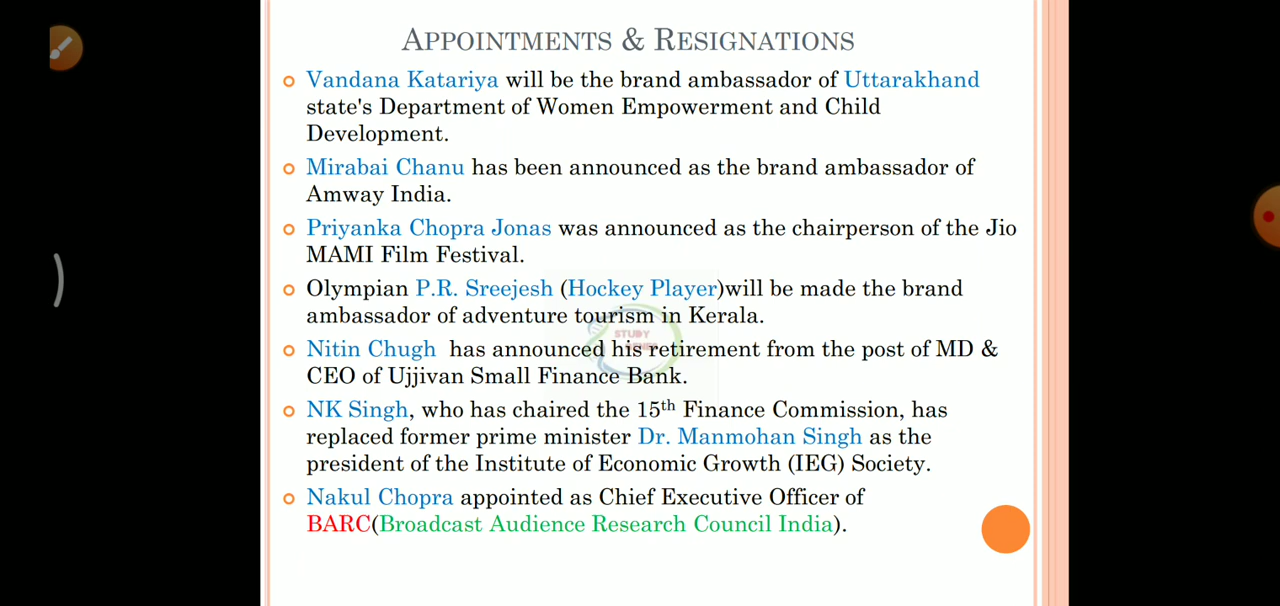 APPOINTMENTS & RESIGNATIONS
Vandana Katariya will be the brand ambassador of Uttarakhand
state's Department of Women Empowerment and Child
Development.
Mirabai Chanu has been announced as the brand ambassador of
Amway India.
Priyanka Chopra Jonas was announced as the chairperson of the Jio
MAMI Film Festival.
Olympian P.R. Sreejesh (Hockey Player)will be made the brand
ambassador of adventure tourism in Kerala.
Nitin Chugh has announced his retirement from the post of MD &
CEO of Ujjivan Small Finance Bank.
NK Singh, who has chaired the 15th Finance Commission, has
replaced former prime minister Dr. Manmohan Singh as the
president of the Institute of Economic Growth (IEG) Society.
Nakul Chopra appointed as Chief Executive Officer of
BARC(Broadcast Audience Research Council India).
STUDY